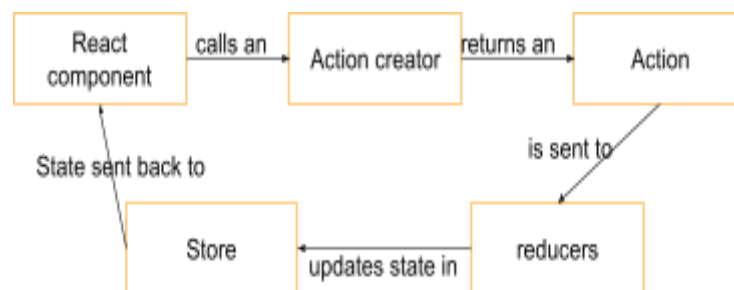 React
component
calls an
Action creator
returns an
Action
is sent to
reducers
updates state in
Store
State sent back to